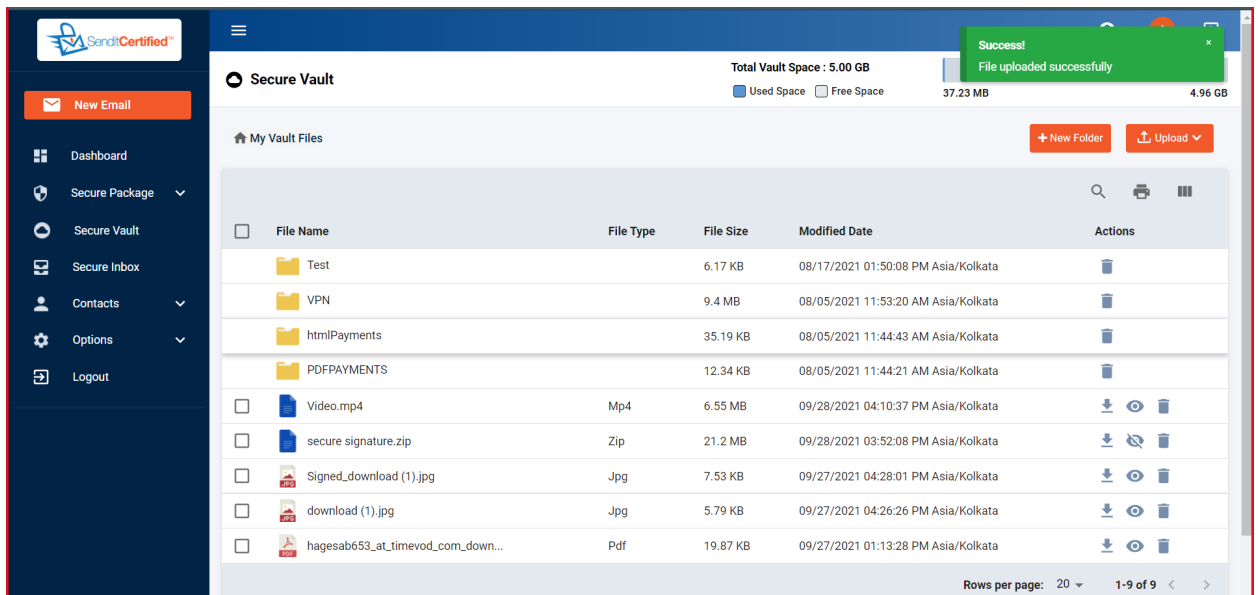 SenditCertified™
Success! ×
File uploaded successfully
Secure Vault
Total Vault Space : 5.00 GB
Used Space Free Space
37.23 MB 4.96 GB
New Email
My Vault Files
+ New Folder
Upload
Dashboard
Secure Package
Secure Vault
Secure Inbox
Contacts
Options
Logout
File Name File Type File Size Modified Date Actions
Test 6.17 KB 08/17/2021 01:50:08 PM Asia/Kolkata
VPN 9.4 MB 08/05/2021 11:53:20 AM Asia/Kolkata
htmlPayments 35.19 KB 08/05/2021 11:44:43 AM Asia/Kolkata
PDFPAYMENTS 12.34 KB 08/05/2021 11:44:21 AM Asia/Kolkata
Video.mp4 Mp4 6.55 MB 09/28/2021 04:10:37 PM Asia/Kolkata
secure signature.zip Zip 21.2 MB 09/28/2021 03:52:08 PM Asia/Kolkata
JPG Signed_download (1).jpg Jpg 7.53 KB 09/27/2021 04:28:01 PM Asia/Kolkata
JPG download (1).jpg Jpg 5.79 KB 09/27/2021 04:26:26 PM Asia/Kolkata
PDF hagesab653_at_timevod_com_down... Pdf 19.87 KB 09/27/2021 01:13:28 PM Asia/Kolkata
Rows per page: 20 1-9 of 9 < >